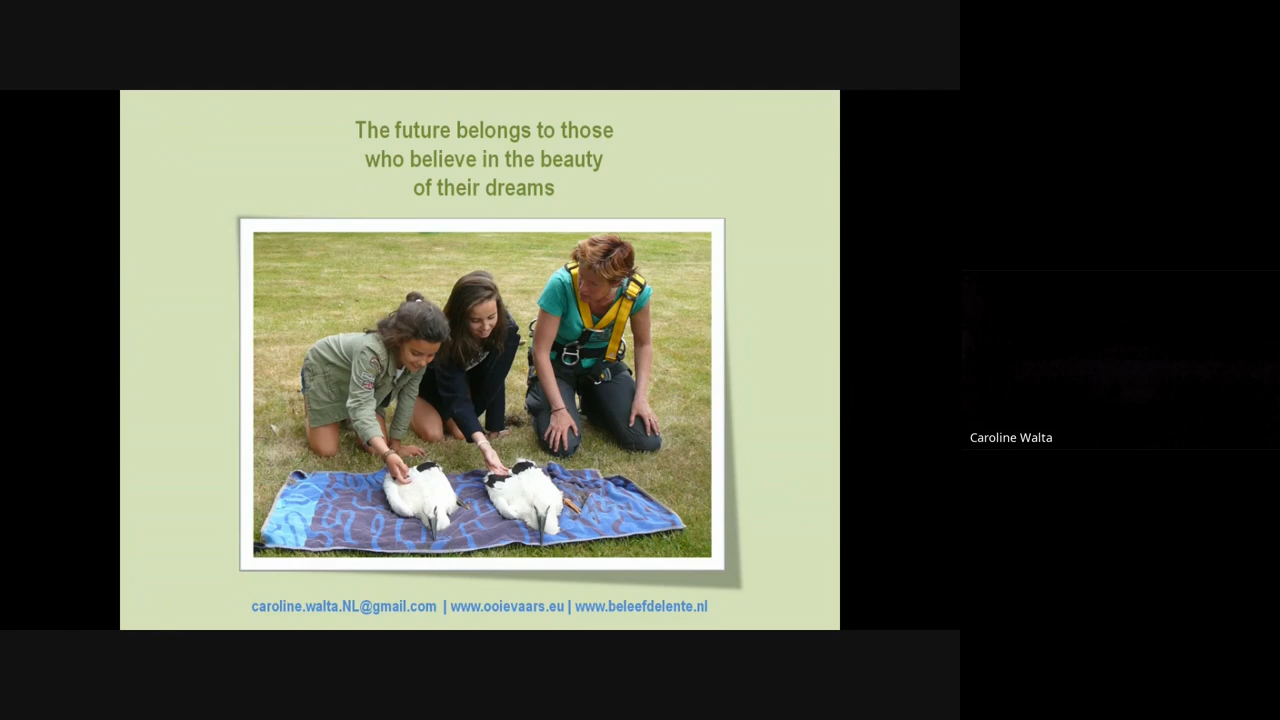 The future belongs to those
who believe in the beauty
of their dreams
caroline.walta.NL@gmail.com | www.ooievaars.eu | www.beleefdelente.nl
Caroline Walta